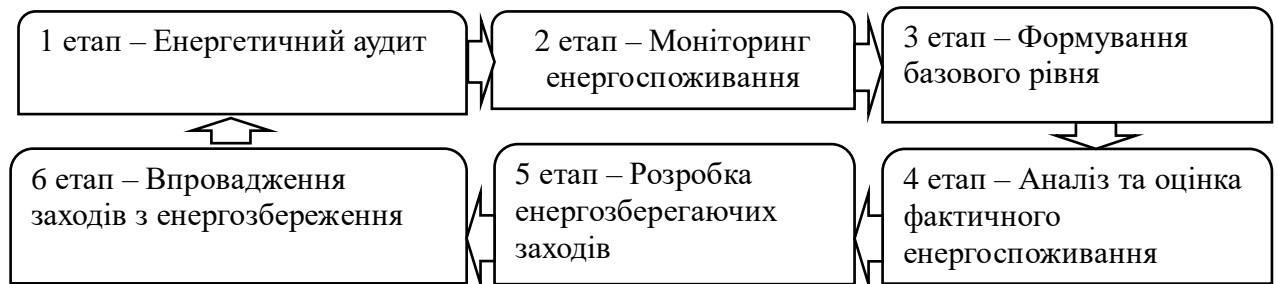 1 етап – Енергетичний аудит
2 етап – Моніторинг
енергоспоживання
3 етап – Формування
базового рівня
4 етап – Аналіз та оцінка
фактичного
енергоспоживання
5 етап – Розробка
енергозберегаючих
заходів
6 етап – Впровадження
заходів з енергозбереження